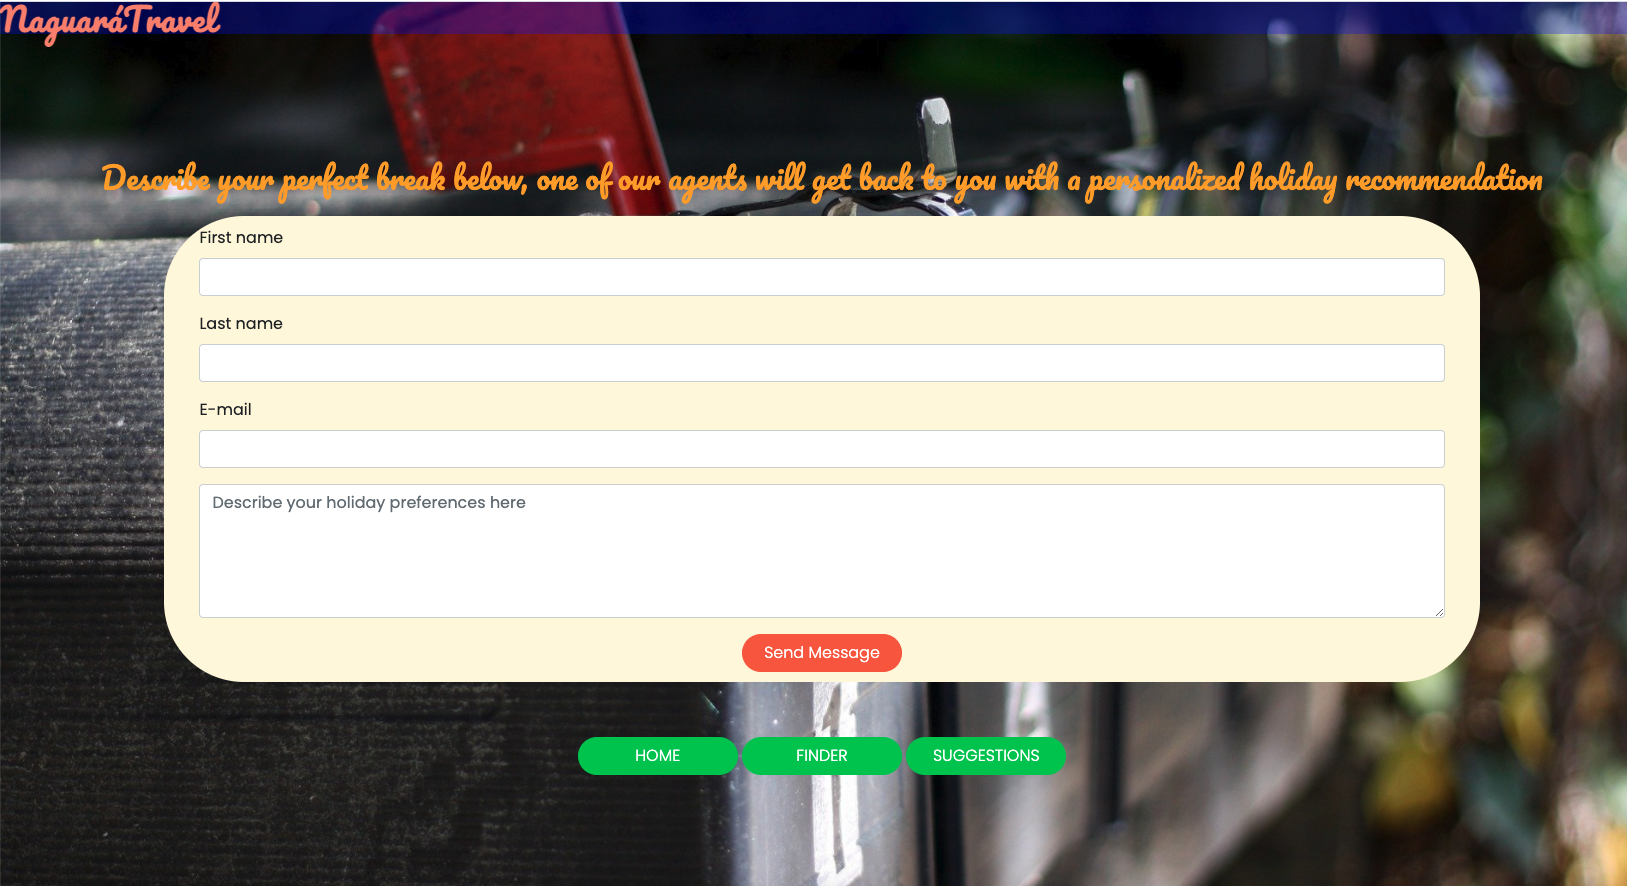 NaguaráTravel
Describe your perfect break below, one of our agents will get back to you with a personalized holiday recommendation
First name
Last name
E-mail
Describe your holiday preferences here
Send Message
HOME FINDER SUGGESTIONS